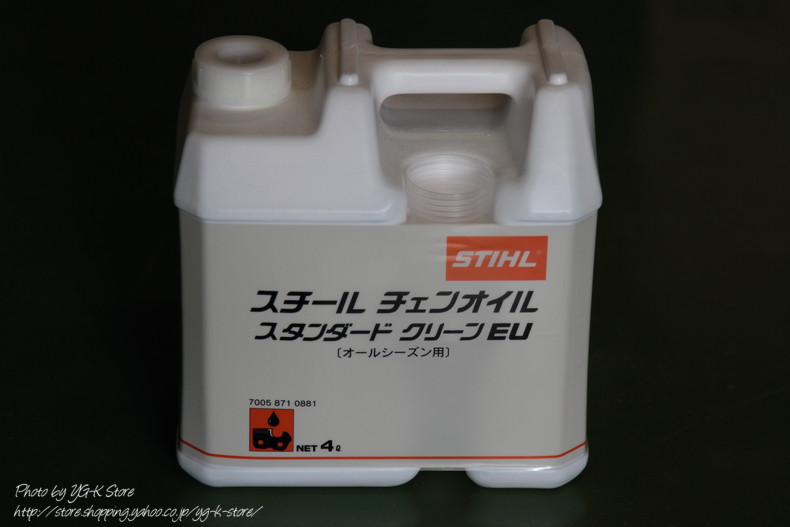 STIHL®
スチール チェンオイル
スタンダード クリーン EU
〔オールシーズン用〕
7005 871 0881
NET 4ℓ
Photo by YG-K Store
http://store.shopping.yahoo.co.jp/yg-k-store/